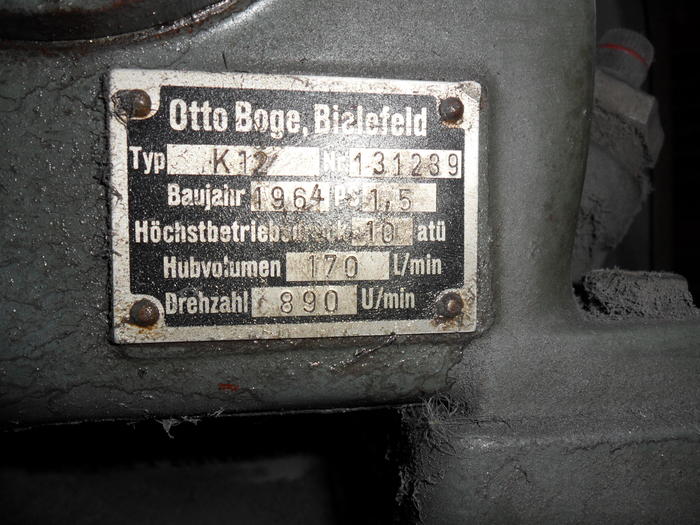 Otto Boge, Bielefeld
Typ K12 Nr. 131239
Baujahr 1964 PS 1,5
Höchstbetriebsdruck 10 atü
Hubvolumen 170 L/min
Drehzahl 890 U/min